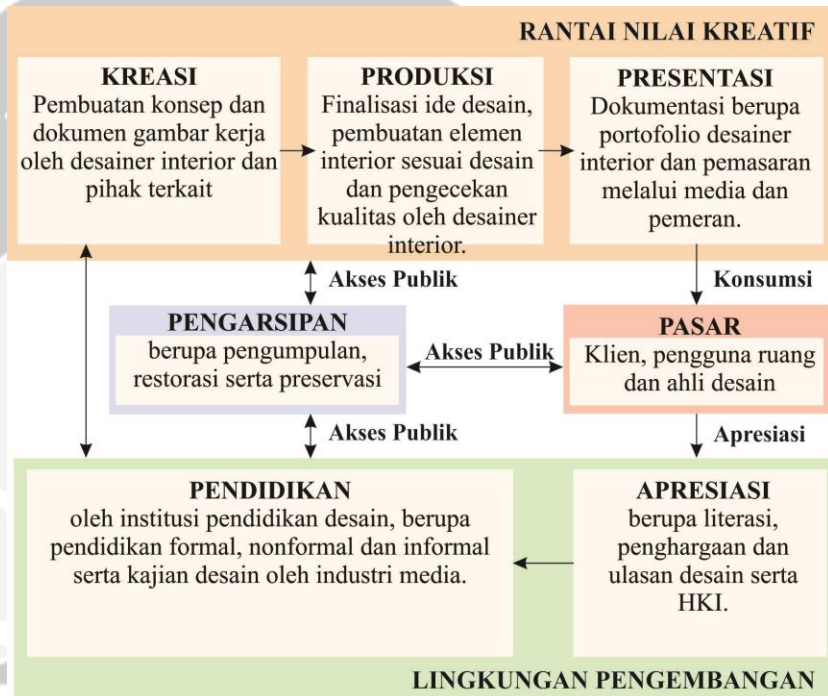 RANTAI NILAI KREATIF
KREASI
Pembuatan konsep dan
dokumen gambar kerja
oleh desainer interior dan
pihak terkait
PRODUKSI
Finalisasi ide desain,
pembuatan elemen
interior sesuai desain
dan pengecekan
kualitas oleh desainer
interior.
PRESENTASI
Dokumentasi berupa
portofolio desainer
interior dan pemasaran
melalui media dan
pemeran.
Akses Publik
Konsumsi
PENGARSIPAN
berupa pengumpulan,
restorasi serta preservasi
Akses Publik
PASAR
Klien, pengguna ruang
dan ahli desain
Akses Publik
Apresiasi
PENDIDIKAN
oleh institusi pendidikan desain, berupa
pendidikan formal, nonformal dan informal
serta kajian desain oleh industri media.
APRESIASI
berupa literasi,
penghargaan dan
ulasan desain serta
HKI.
LINGKUNGAN PENGEMBANGAN